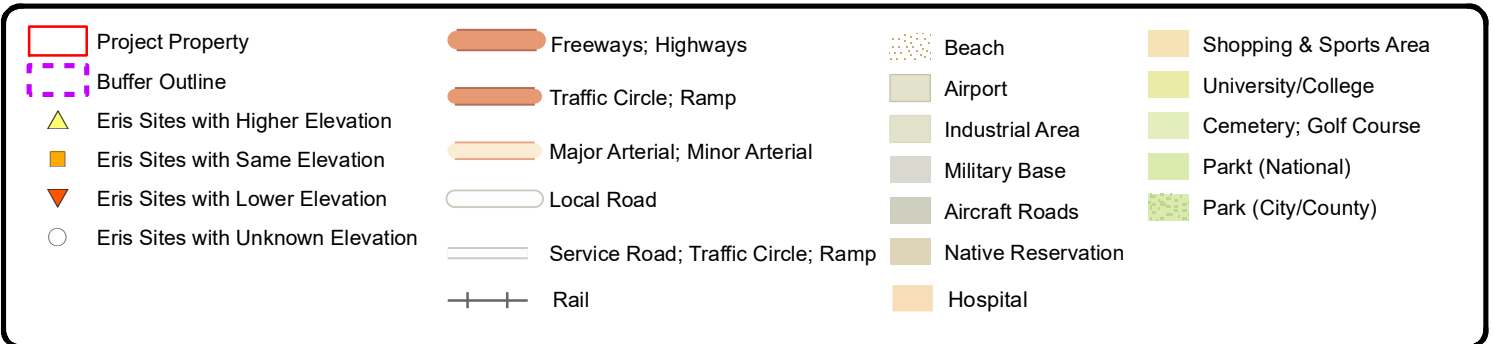 Project Property
Buffer Outline
Eris Sites with Higher Elevation
Eris Sites with Same Elevation
Eris Sites with Lower Elevation
Eris Sites with Unknown Elevation
Freeways; Highways
Traffic Circle; Ramp
Major Arterial; Minor Arterial
Local Road
Service Road; Traffic Circle; Ramp
Rail
Beach
Airport
Industrial Area
Military Base
Aircraft Roads
Native Reservation
Hospital
Shopping & Sports Area
University/College
Cemetery; Golf Course
Parkt (National)
Park (City/County)